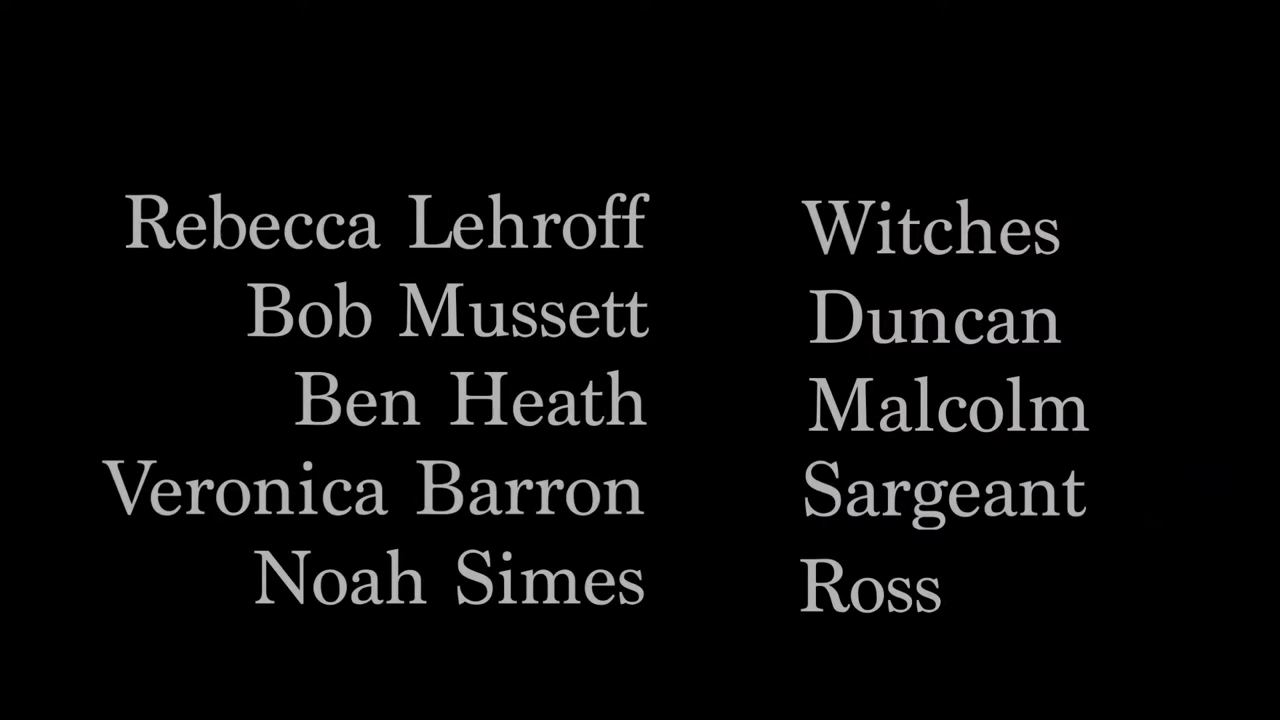 Rebecca Lehroff Witches
Bob Mussett Duncan
Ben Heath Malcolm
Veronica Barron Sargeant
Noah Simes Ross